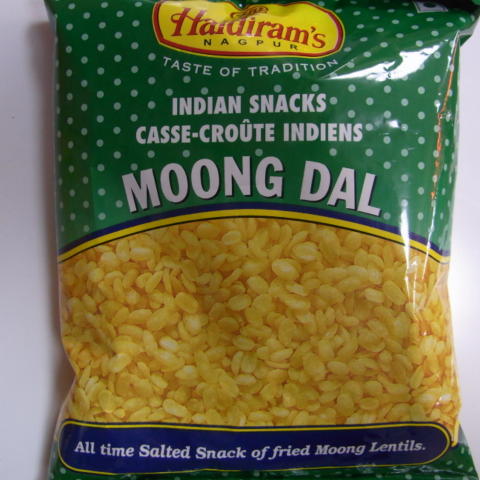 The
Haldiram's
NAGPUR
TASTE OF TRADITION
INDIAN SNACKS
CASSE-CROÛTE INDIENS
MOONG DAL
All time Salted Snack of fried Moong Lentils.